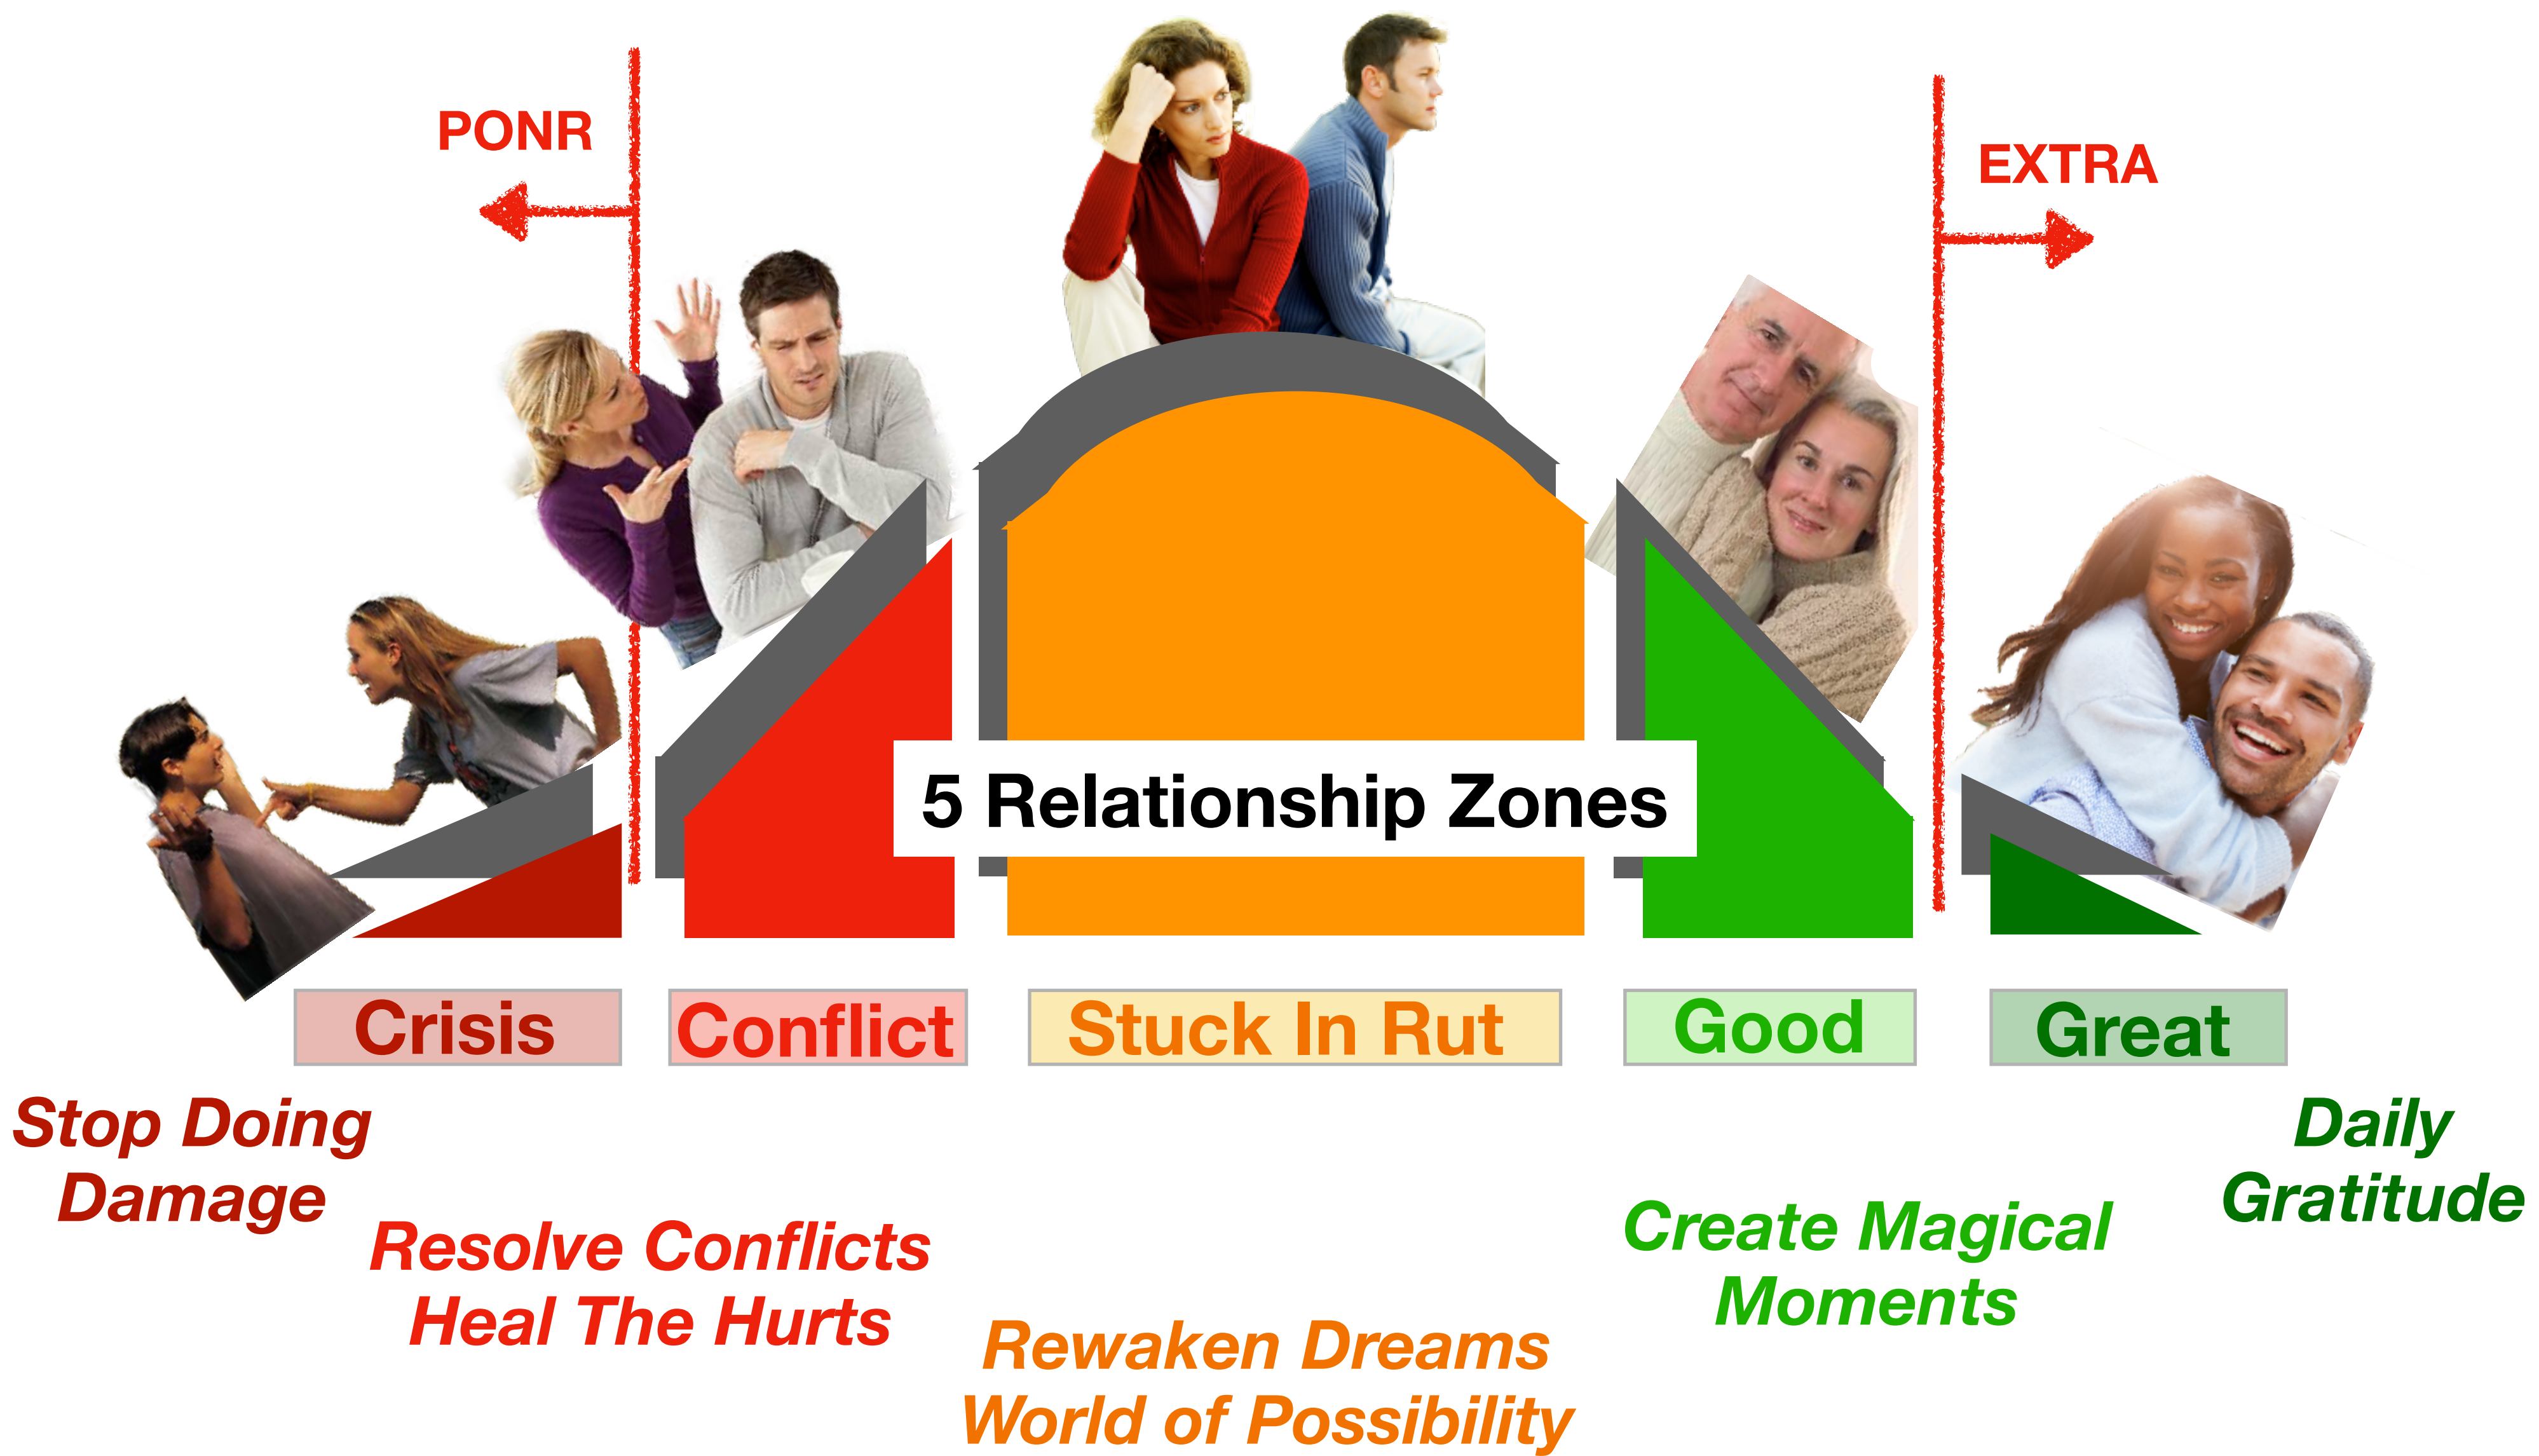 PONR
EXTRA
5 Relationship Zones
Crisis
Conflict
Stuck In Rut
Good
Great
Stop Doing
Damage
Resolve Conflicts
Heal The Hurts
Rewaken Dreams
World of Possibility
Create Magical
Moments
Daily
Gratitude